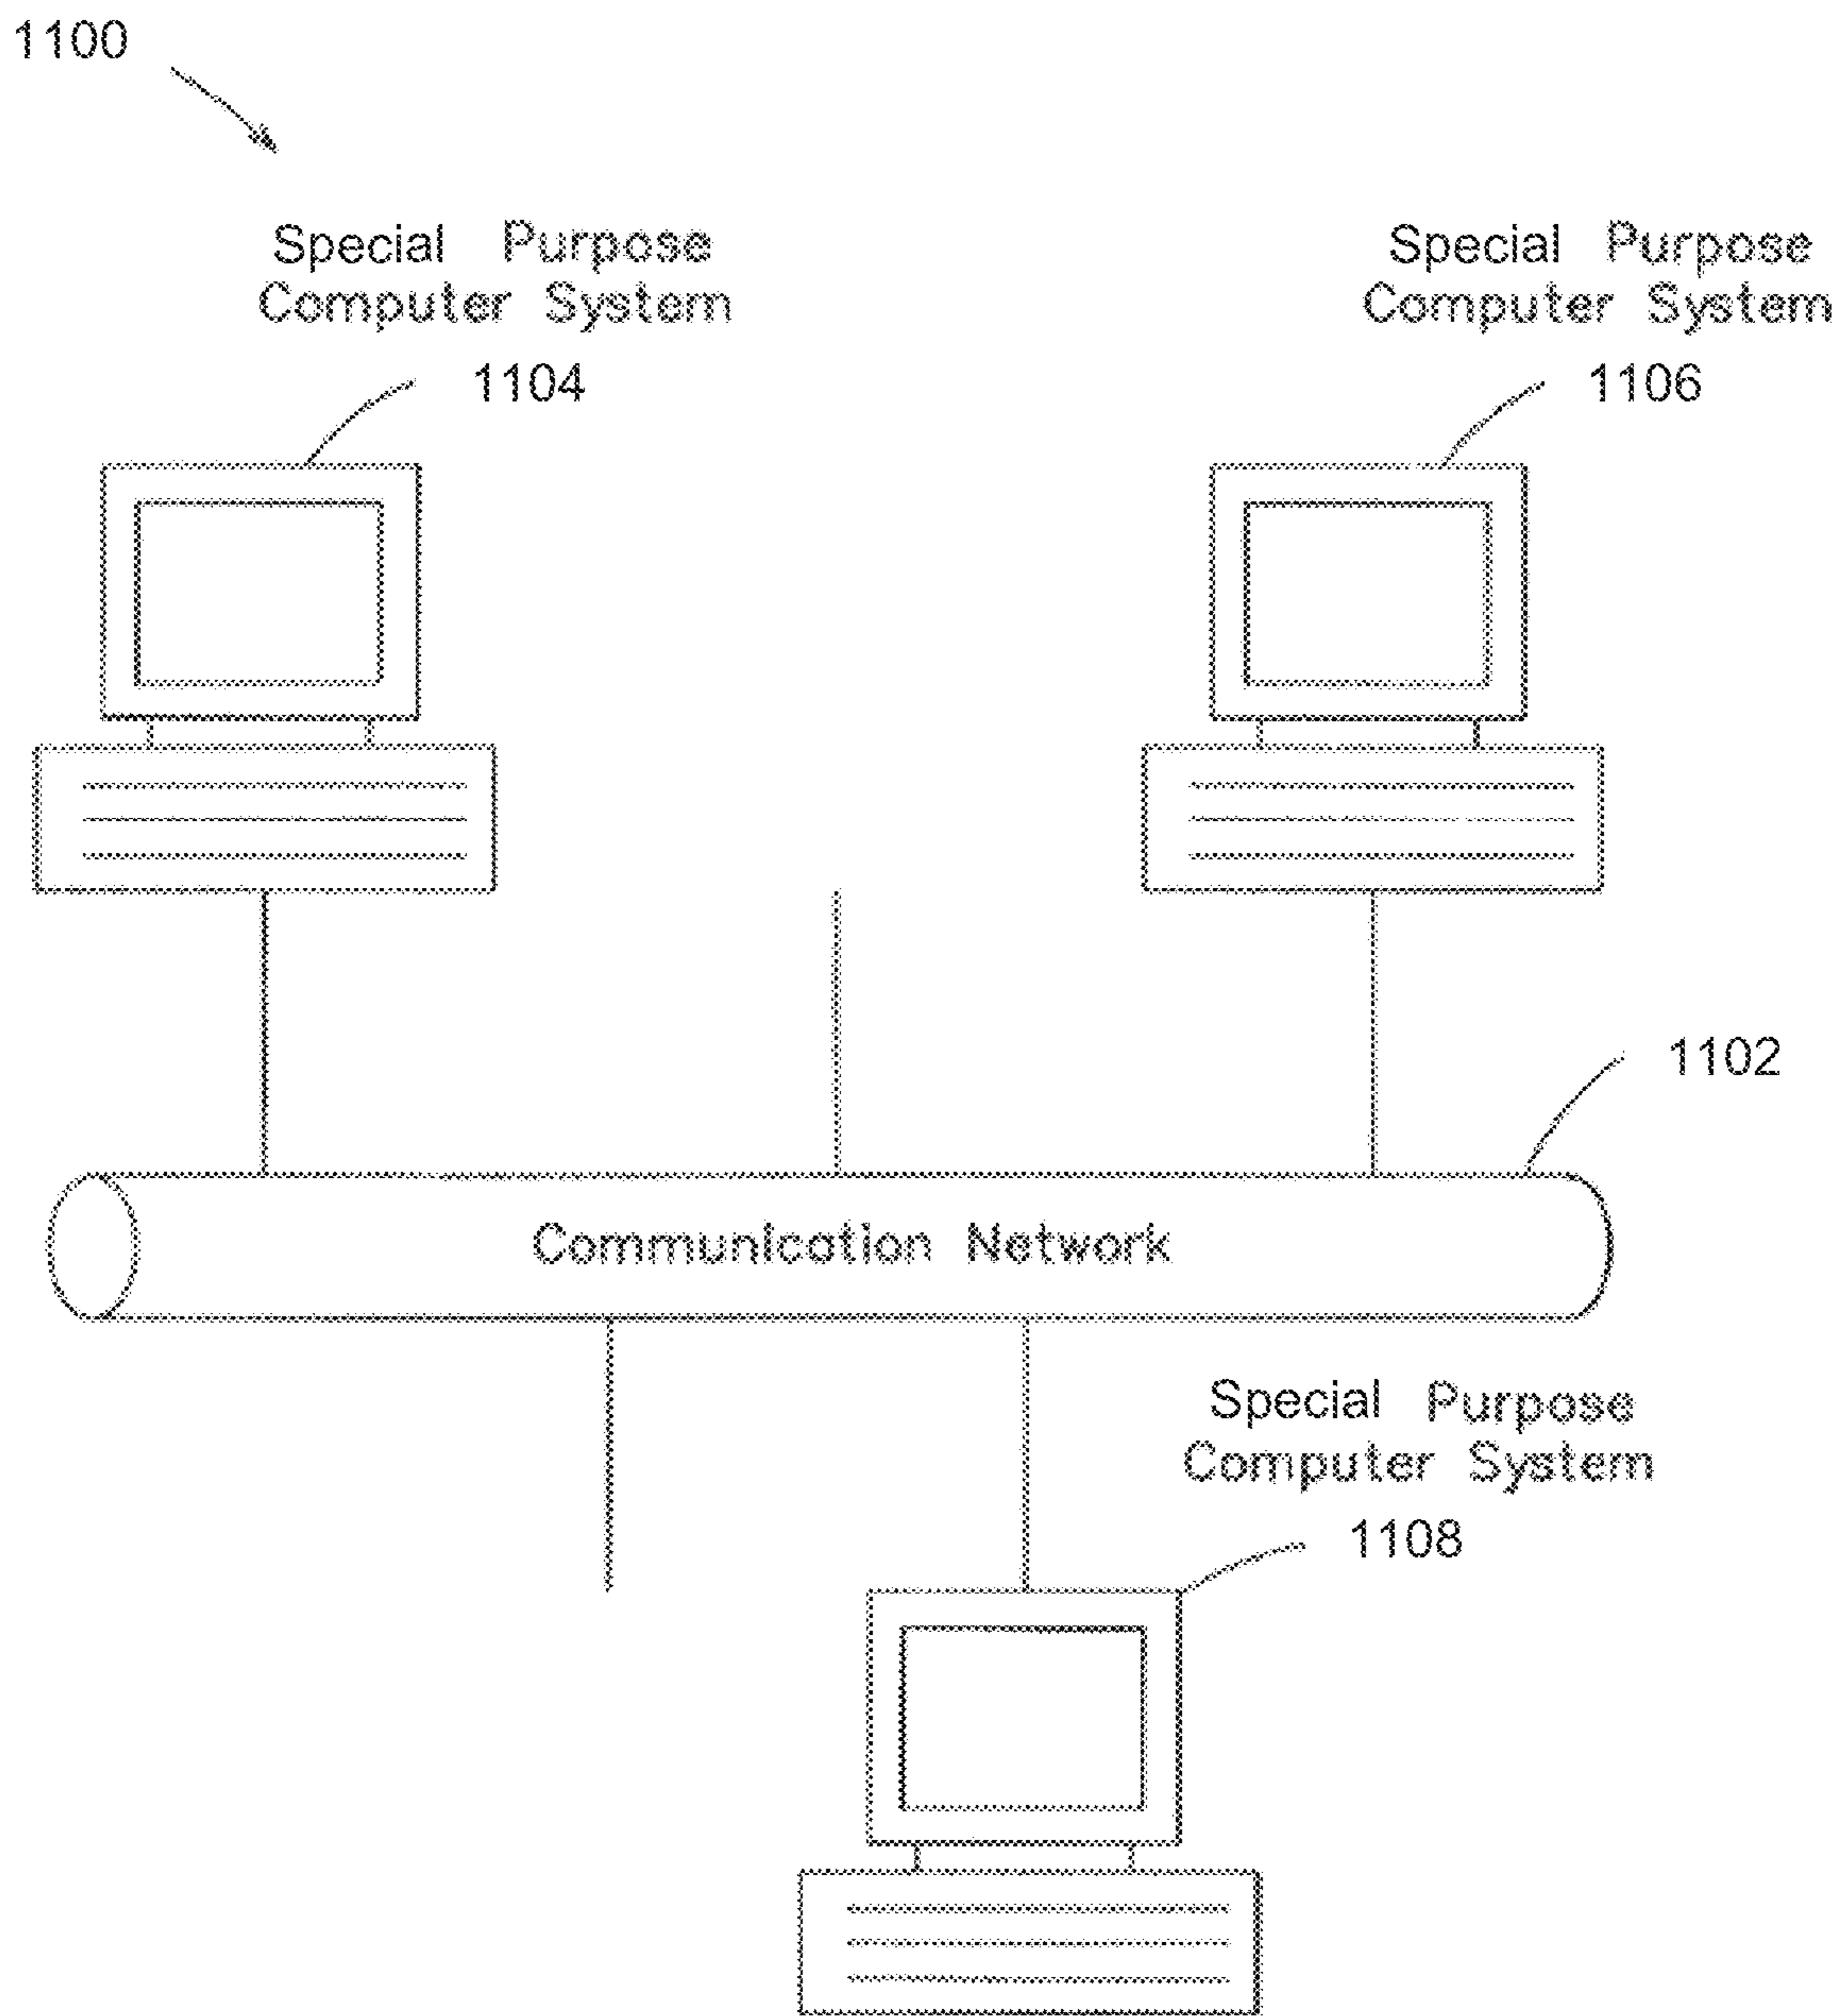 1100
Special Purpose
Computer System
1104
Special Purpose
Computer System
1106
1102
Communication Network
Special Purpose
Computer System
1108